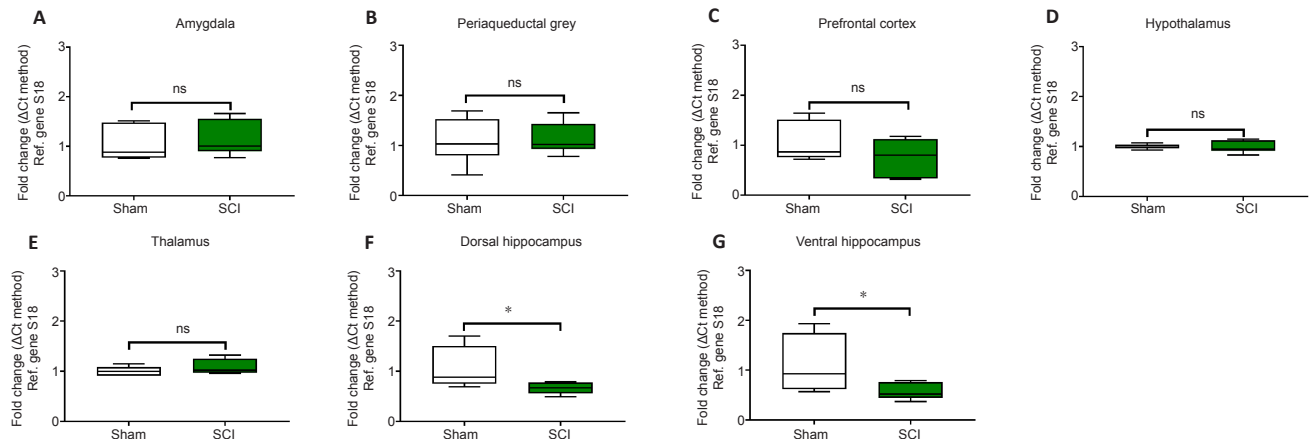 A
Amygdala
Fold change (ΔCt method)
Ref. gene S18
3
2
1
0
ns
Sham
SCI
B
Periaqueductal grey
Fold change (ΔCt method)
Ref. gene S18
3
2
1
0
ns
Sham
SCI
C
Prefrontal cortex
Fold change (ΔCt method)
Ref. gene S18
3
2
1
0
ns
Sham
SCI
D
Hypothalamus
Fold change (ΔCt method)
Ref. gene S18
3
2
1
0
ns
Sham
SCI
E
Thalamus
Fold change (ΔCt method)
Ref. gene S18
3
2
1
0
ns
Sham
SCI
F
Dorsal hippocampus
Fold change (ΔCt method)
Ref. gene S18
3
2
1
0
*
Sham
SCI
G
Ventral hippocampus
Fold change (ΔCt method)
Ref. gene S18
3
2
1
0
*
Sham
SCI